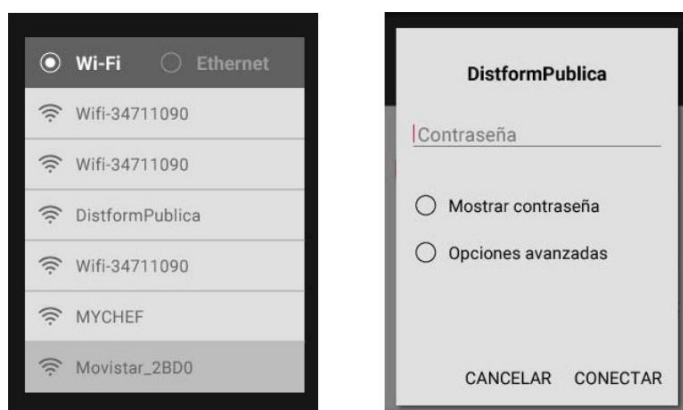 Wi-Fi Ethernet
Wifi-34711090
Wifi-34711090
DistformPublica
Wifi-34711090
MYCHEF
Movistar_2BD0
DistformPublica
Contraseña
Mostrar contraseña
Opciones avanzadas
CANCELAR CONECTAR